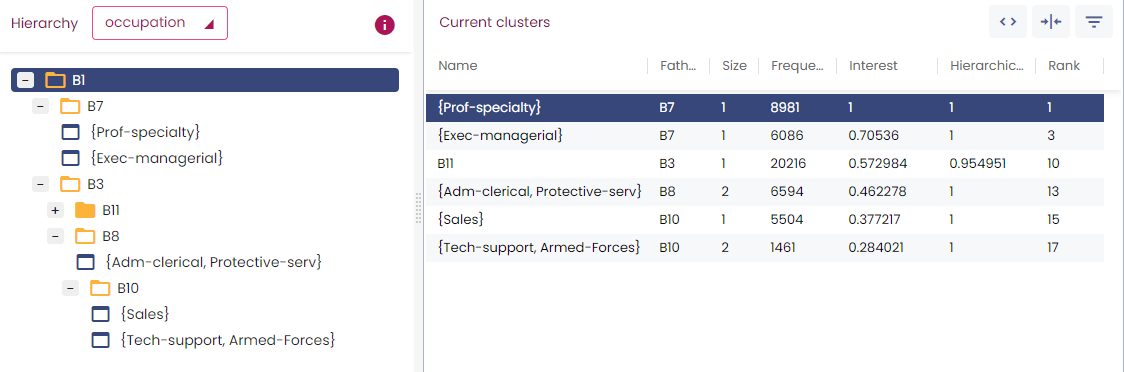 Hierarchy occupation
B1
B7
{Prof-specialty}
{Exec-managerial}
B3
B11
B8
{Adm-clerical, Protective-serv}
B10
{Sales}
{Tech-support, Armed-Forces}
Current clusters
Name Fath... Size Freque... Interest Hierarchic... Rank
{Prof-specialty} B7 1 8981 1 1 1
{Exec-managerial} B7 1 6086 0.70536 1 3
B11 B3 1 20216 0.572984 0.954951 10
{Adm-clerical, Protective-serv} B8 2 6594 0.462278 1 13
{Sales} B10 1 5504 0.377217 1 15
{Tech-support, Armed-Forces} B10 2 1461 0.284021 1 17